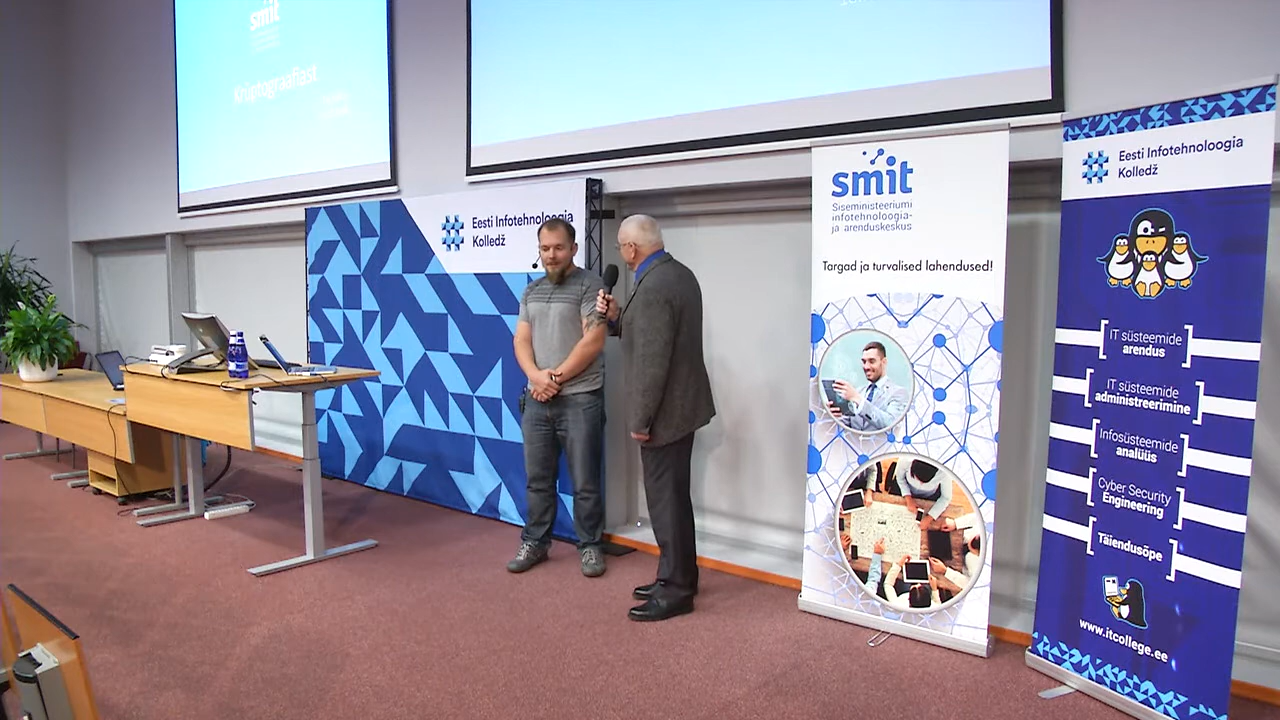 smit
Krüptograafiast
Eesti Infotehnoloogia
Kolledž
smit
Siseministeeriumi
infotehnoloogia-
ja arenduskeskus
Targad ja turvalised lahendused!
Eesti Infotehnoloogia
Kolledž
IT süsteemide
arendus
IT süsteemide
administreerimine
Infosüsteemide
analüüs
Cyber Security
Engineering
Täiendusõpe
www.itcollege.ee